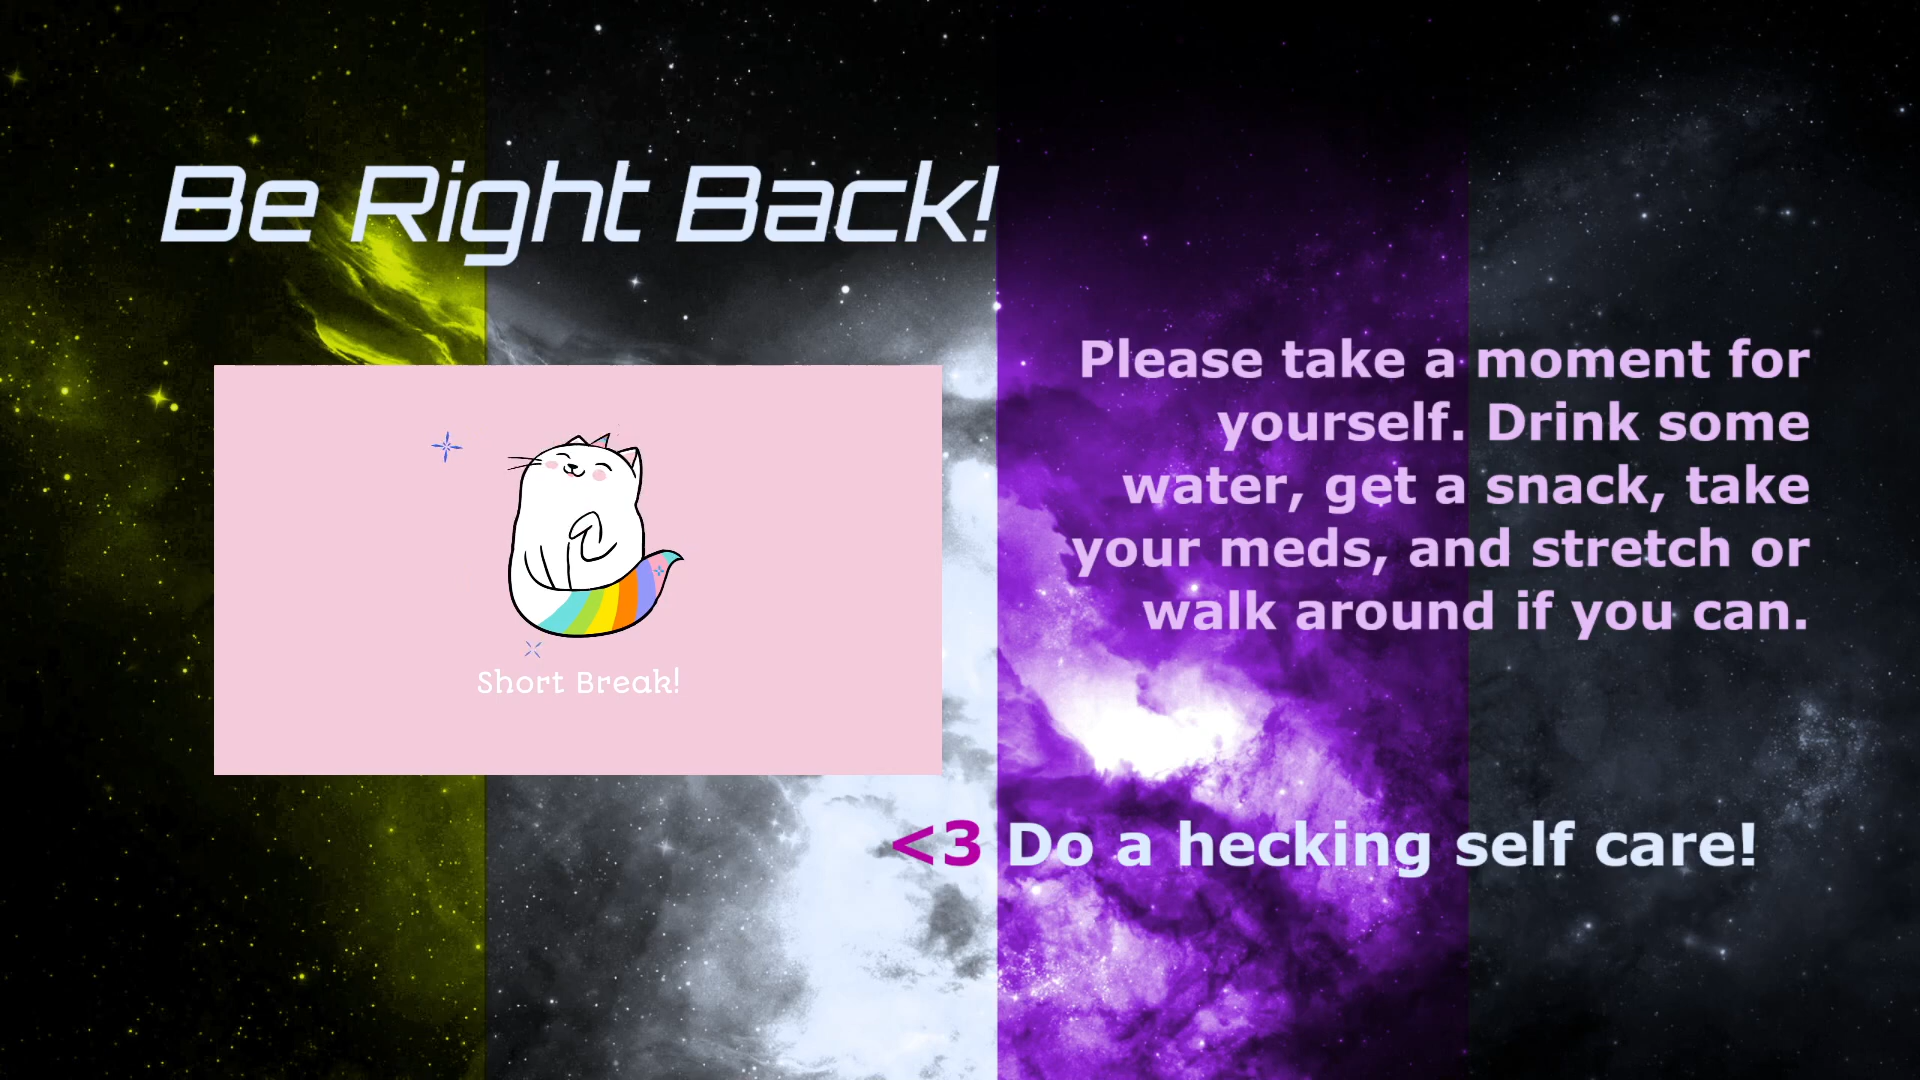 Be Right Back!
Please take a moment for
yourself. Drink some
water, get a snack, take
your meds, and stretch or
walk around if you can.
Short Break!
<3 Do a hecking self care!